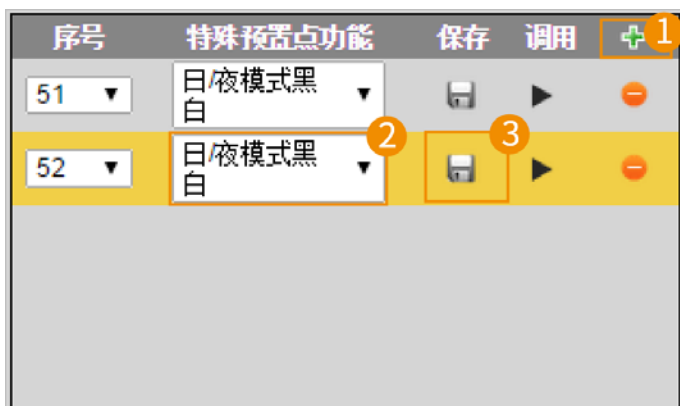 序号 特殊预置点功能 保存 调用 1
51 日/夜模式黑
白
2 3
52 日/夜模式黑
白